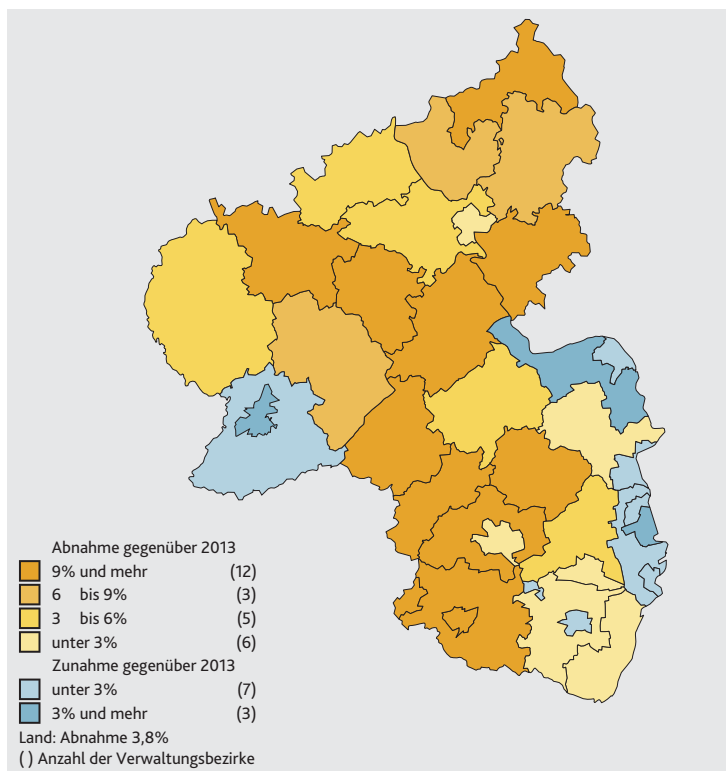 Abnahme gegenüber 2013
9% und mehr (12)
6 bis 9% (3)
3 bis 6% (5)
unter 3% (6)
Zunahme gegenüber 2013
unter 3% (7)
3% und mehr (3)
Land: Abnahme 3,8%
( ) Anzahl der Verwaltungsbezirke